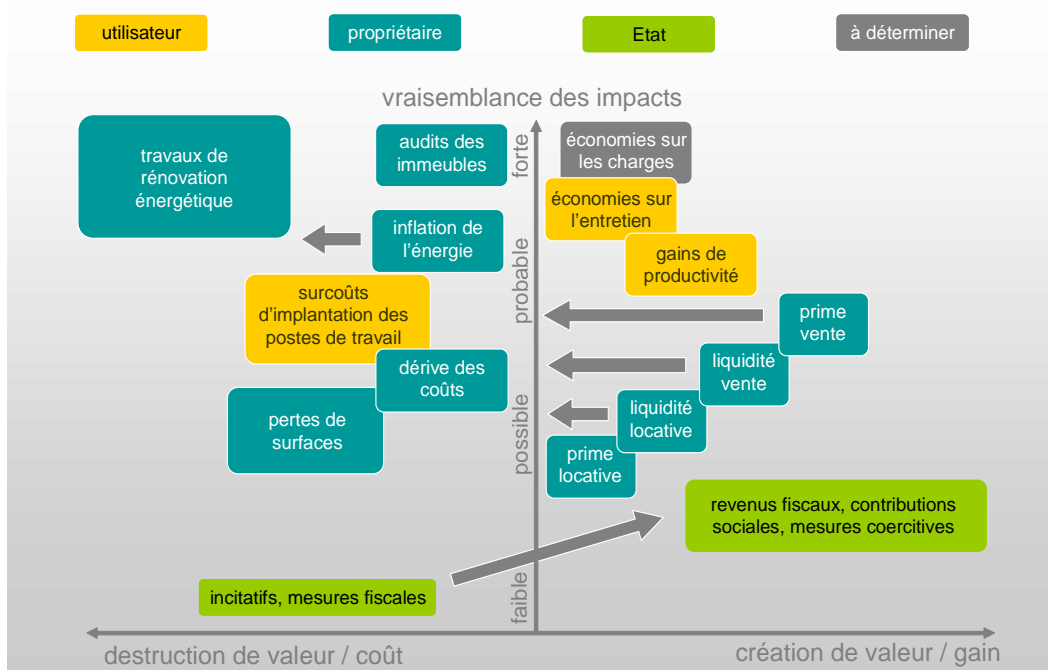 utilisateur
propriétaire
Etat
à déterminer
vraisemblance des impacts
forte
probable
possible
faible
travaux de
rénovation
énergétique
audits des
immeubles
économies sur
les charges
économies sur
l'entretien
inflation de
l'énergie
gains de
productivité
surcoûts
d'implantation des
postes de travail
prime
vente
dérive des
coûts
liquidité
vente
pertes de
surfaces
liquidité
locative
prime
locative
revenus fiscaux, contributions
sociales, mesures coercitives
incitatifs, mesures fiscales
destruction de valeur / coût
création de valeur / gain